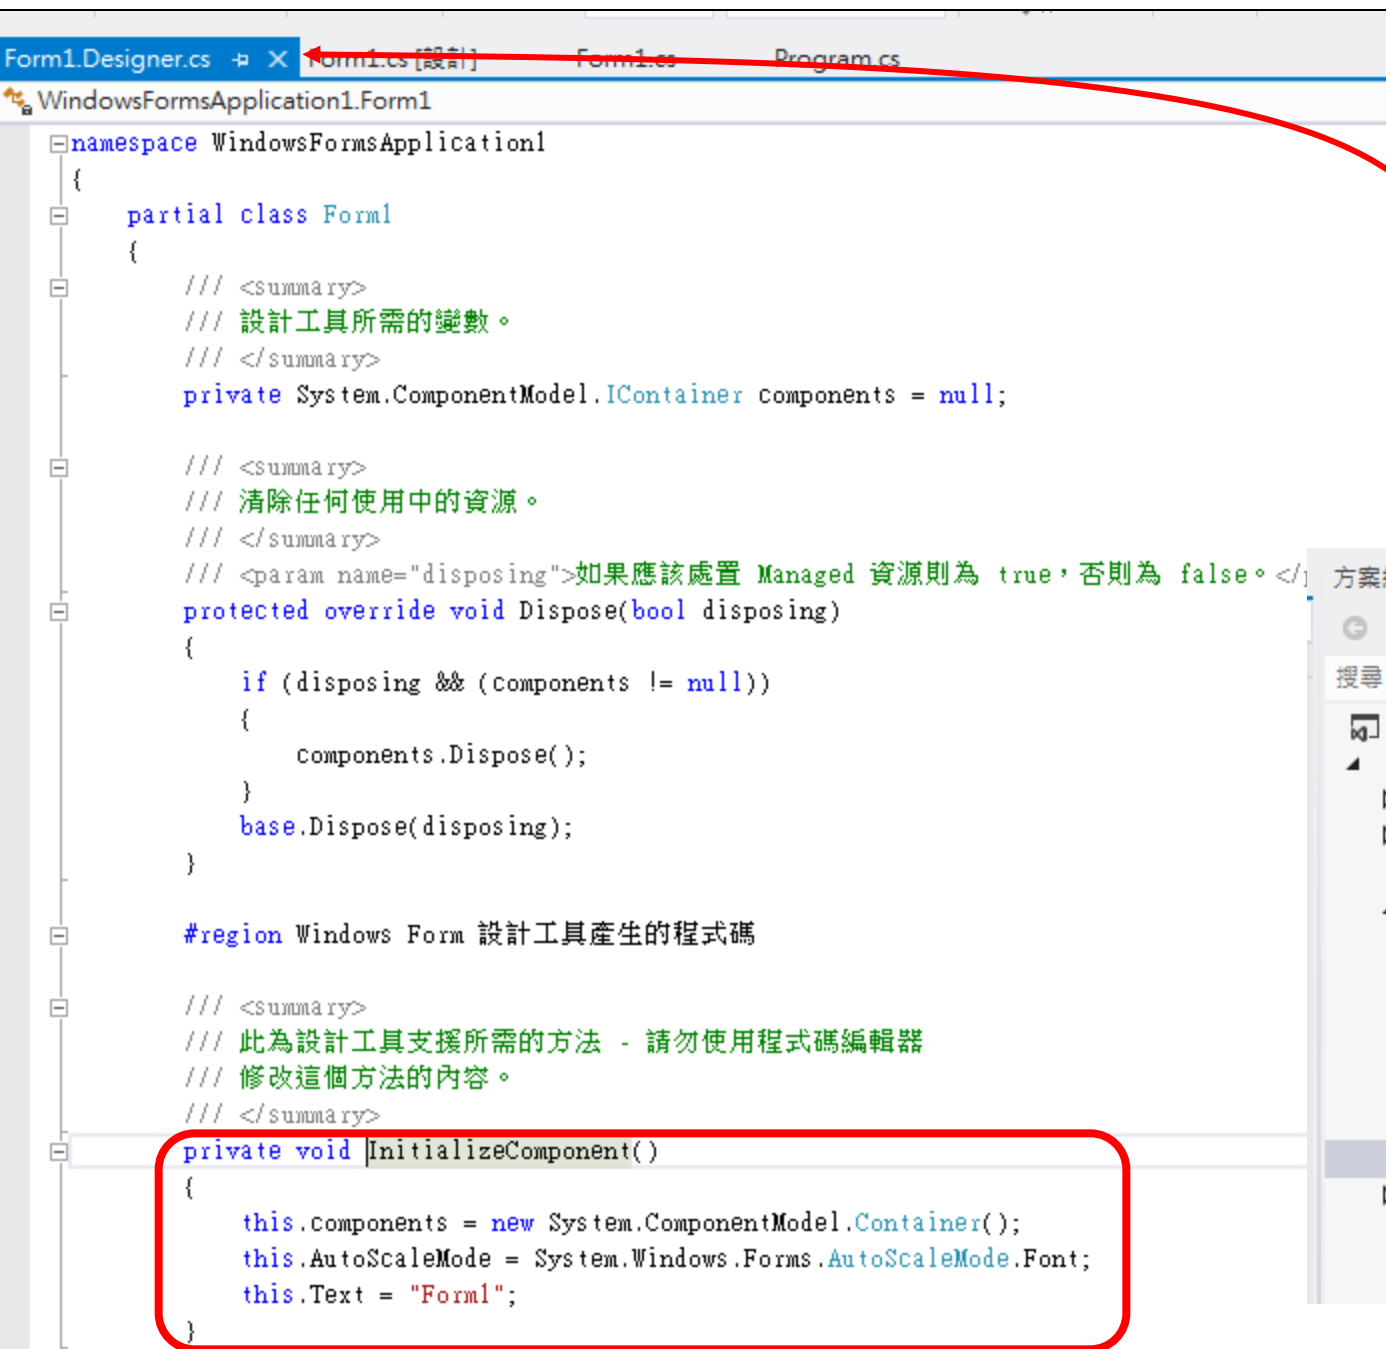 Form1.Designer.cs
Form1.cs [設計]
Form1.cs
Program.cs
WindowsFormsApplication1.Form1
namespace WindowsFormsApplication1
{
partial class Form1
{
/// <summary>
/// 設計工具所需的變數。
/// </summary>
private System.ComponentModel.IContainer components = null;
/// <summary>
/// 清除任何使用中的資源。
/// </summary>
/// <param name="disposing">如果應該處置 Managed 資源則為 true，否則為 false。</
protected override void Dispose(bool disposing)
{
if (disposing && (components != null))
{
components.Dispose();
}
base.Dispose(disposing);
}
#region Windows Form 設計工具產生的程式碼
/// <summary>
/// 此為設計工具支援所需的方法 - 請勿使用程式碼編輯器
/// 修改這個方法的內容。
/// </summary>
private void InitializeComponent()
{
this.components = new System.ComponentModel.Container();
this.AutoScaleMode = System.Windows.Forms.AutoScaleMode.Font;
this.Text = "Form1";
}
方案
搜尋